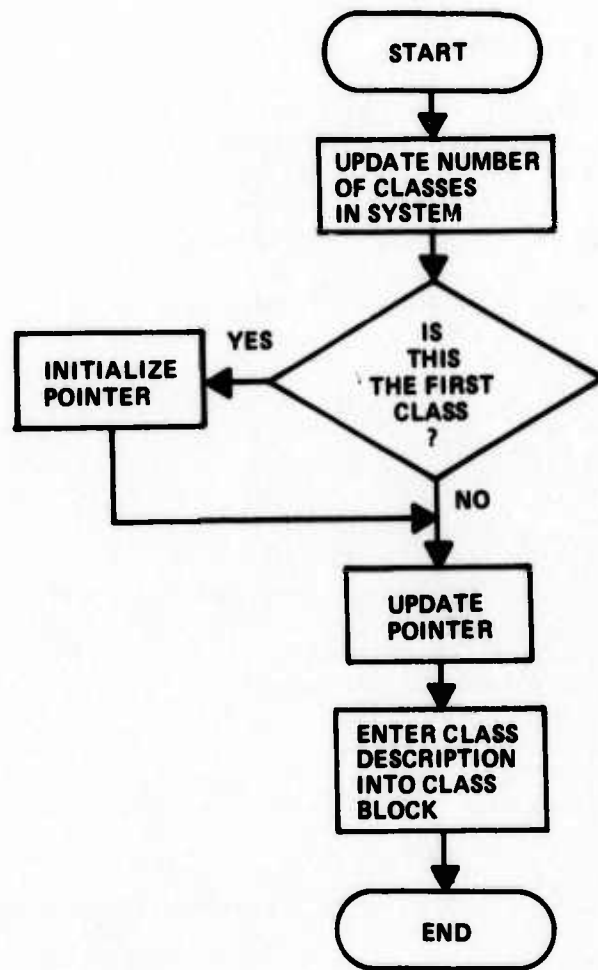 START
UPDATE NUMBER
OF CLASSES
IN SYSTEM
IS
THIS
THE FIRST
CLASS
?
YES
INITIALIZE
POINTER
NO
UPDATE
POINTER
ENTER CLASS
DESCRIPTION
INTO CLASS
BLOCK
END